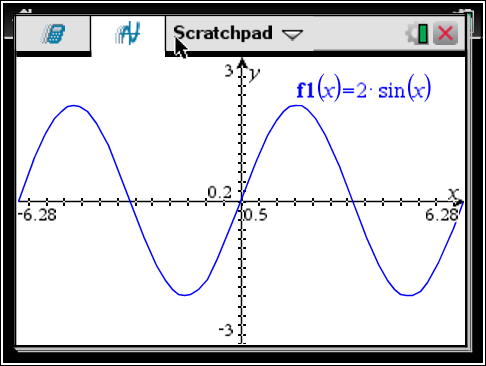 Scratchpad
3 y
f1(x)=2·sin(x)
0.2 x
-6.28 0.5 6.28
-3